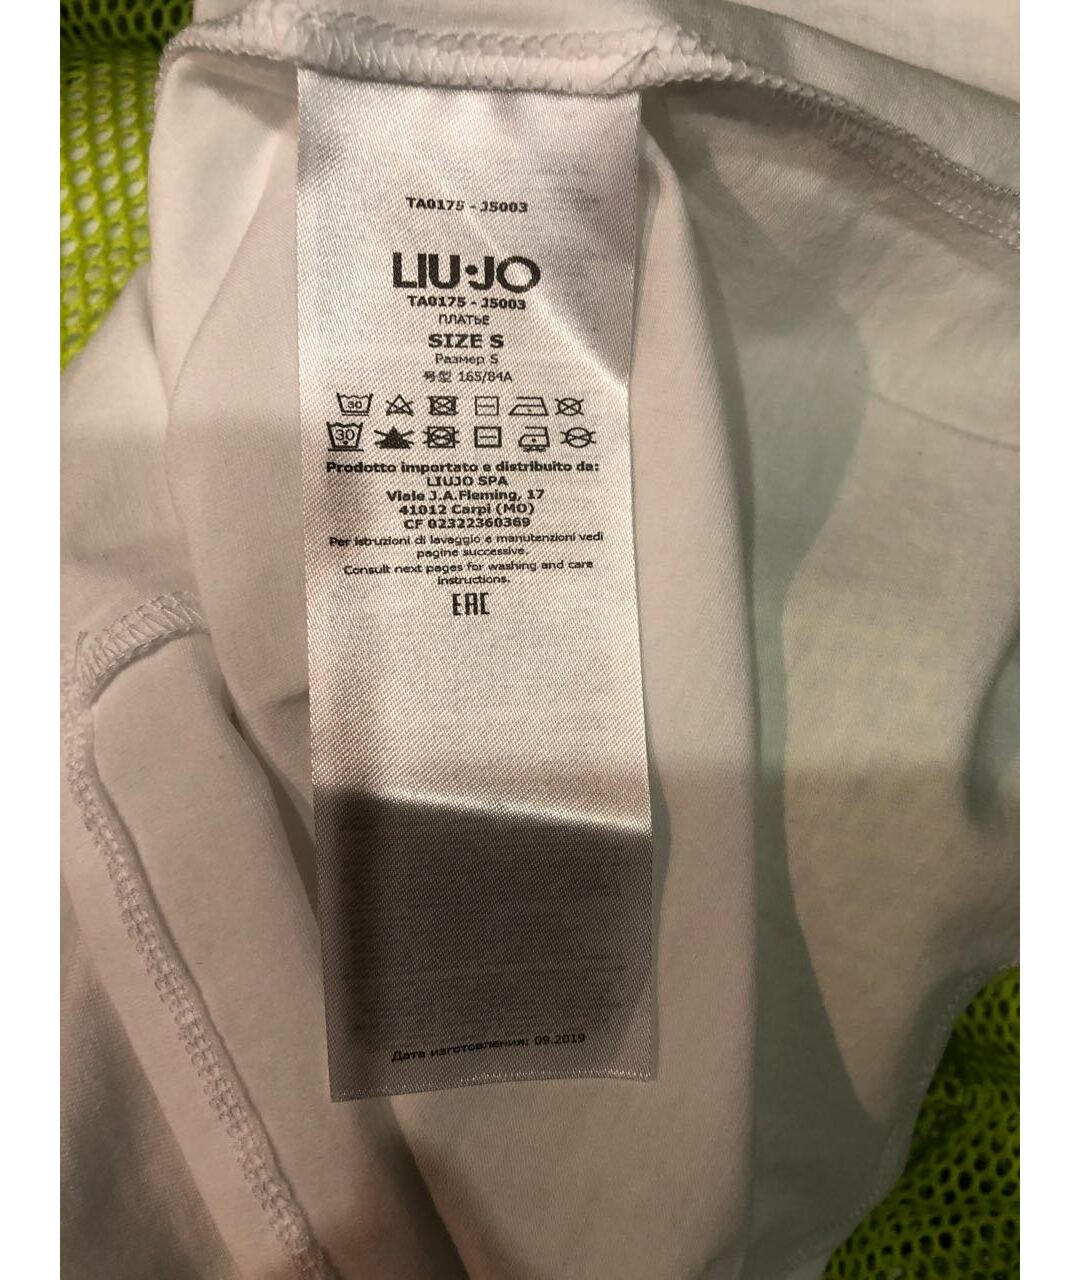 TA0175 - J5003
LIU·JO
TA0175 - J5003
ПЛАТЬЕ
SIZE S
Размер S
号型 165/84A
30
30
Prodotto importato e distribuito da:
LIUJO SPA
Viale J.A.Fleming, 17
41012 Carpi (MO)
CF 02322360369
Per istruzioni di lavaggio e manutenzioni vedi
pagine successive.
Consult next pages for washing and care
instructions.
EAC
Дата изготовления: 09.2019